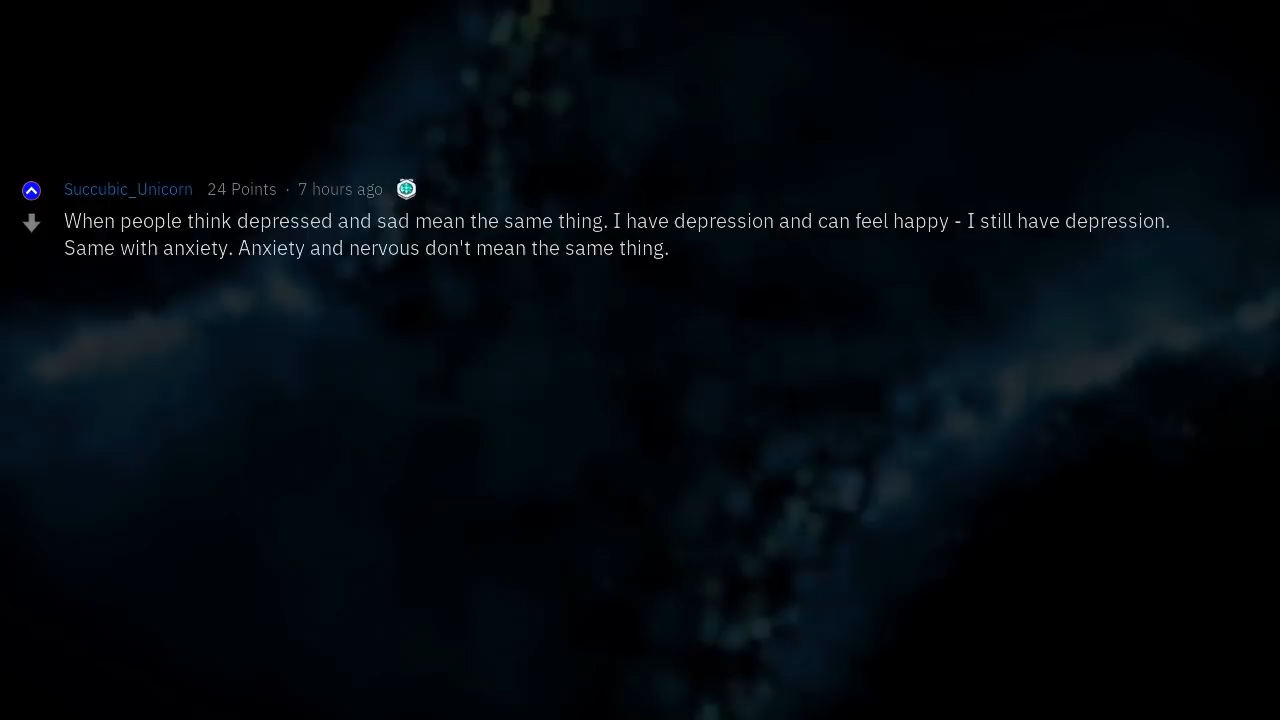 Succubic_Unicorn 24 Points · 7 hours ago
When people think depressed and sad mean the same thing. I have depression and can feel happy - I still have depression.
Same with anxiety. Anxiety and nervous don't mean the same thing.